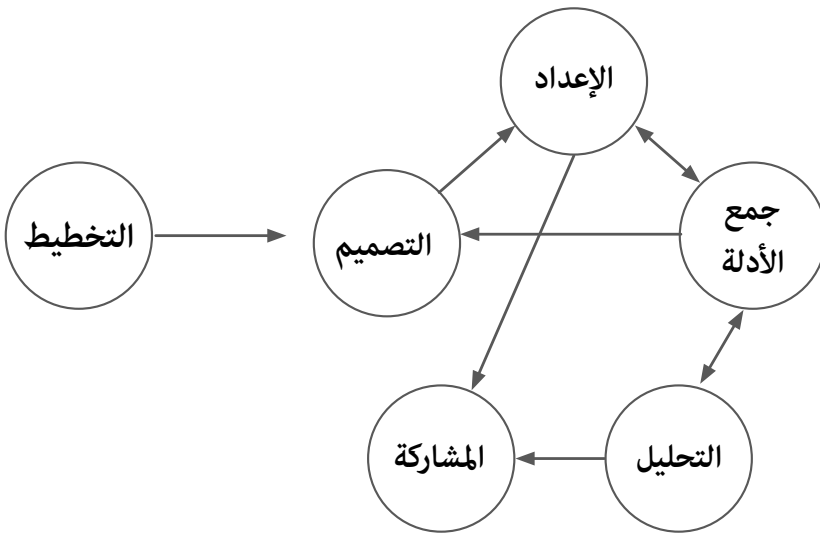 الإعداد
جمع
الأدلة
التصميم
التخطيط
التحليل
المشاركة